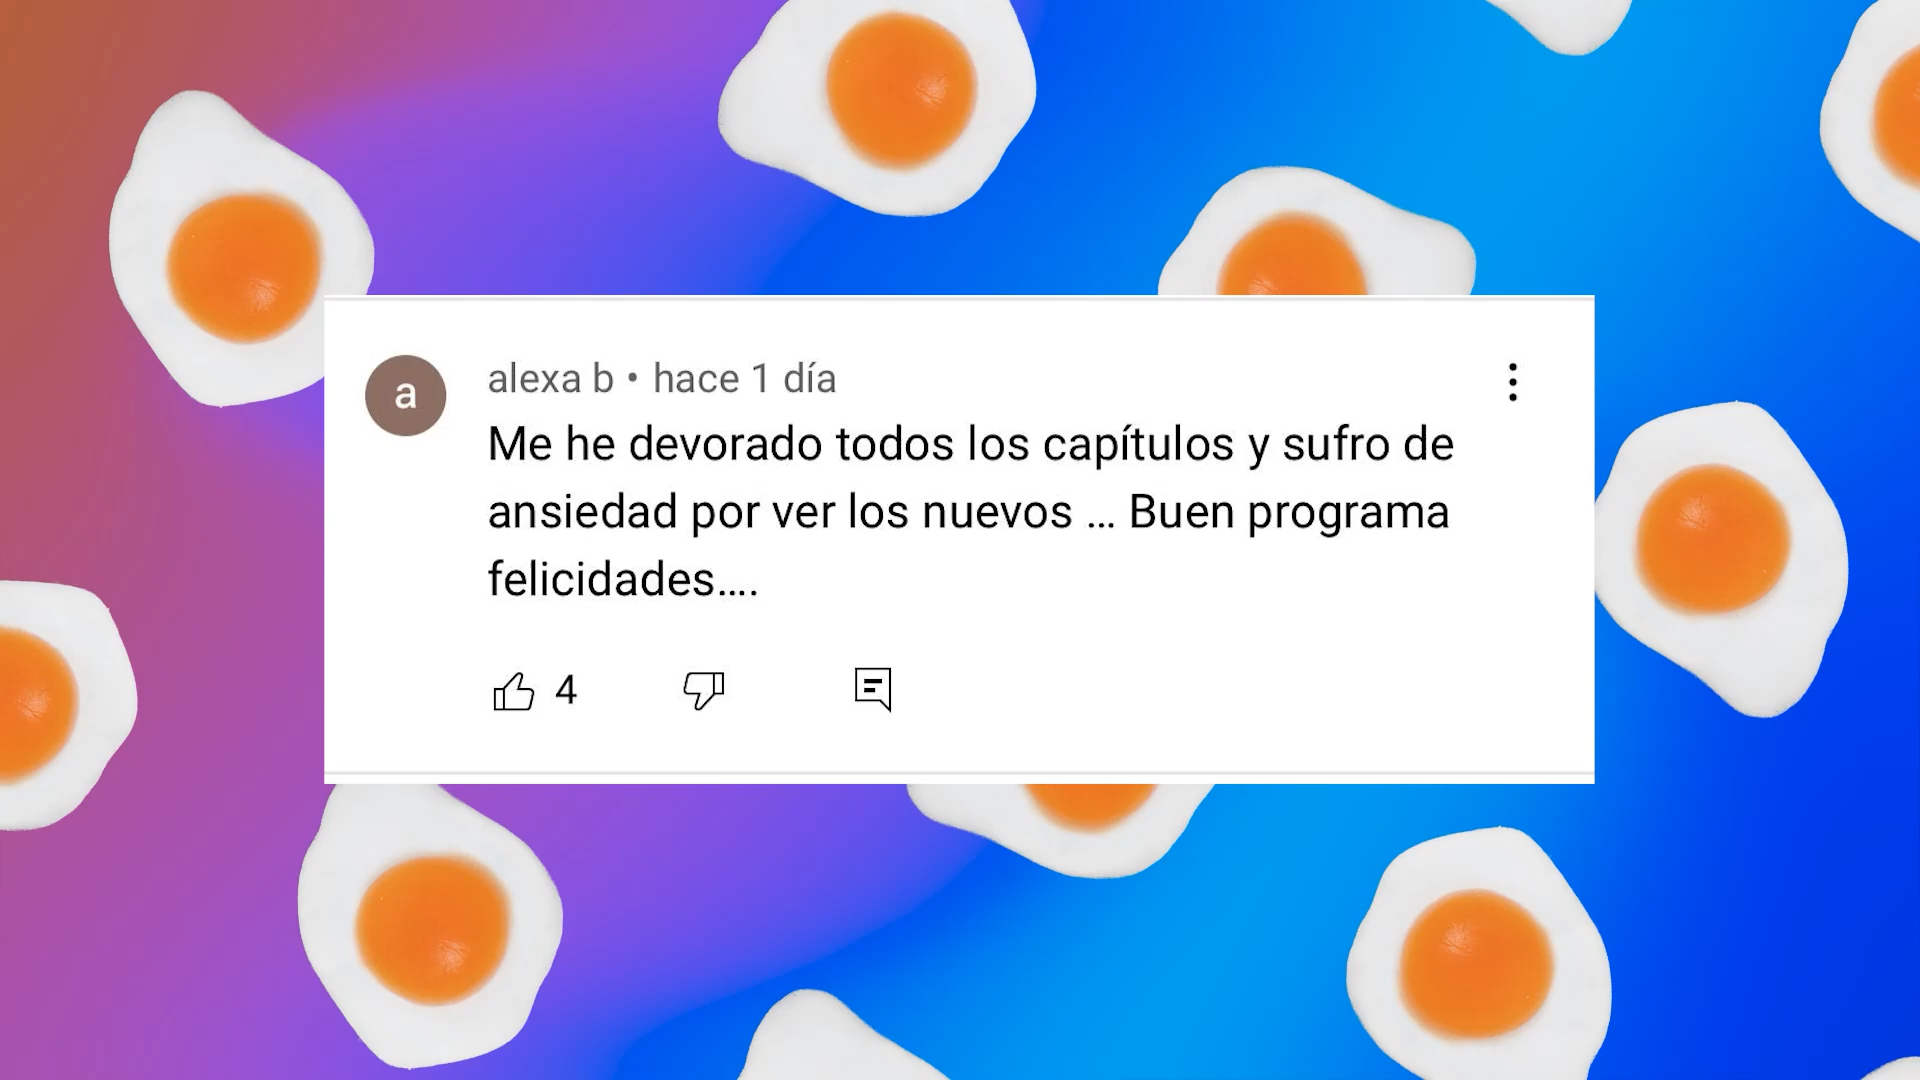 a
alexa b • hace 1 día
Me he devorado todos los capítulos y sufro de
ansiedad por ver los nuevos ... Buen programa
felicidades....
4